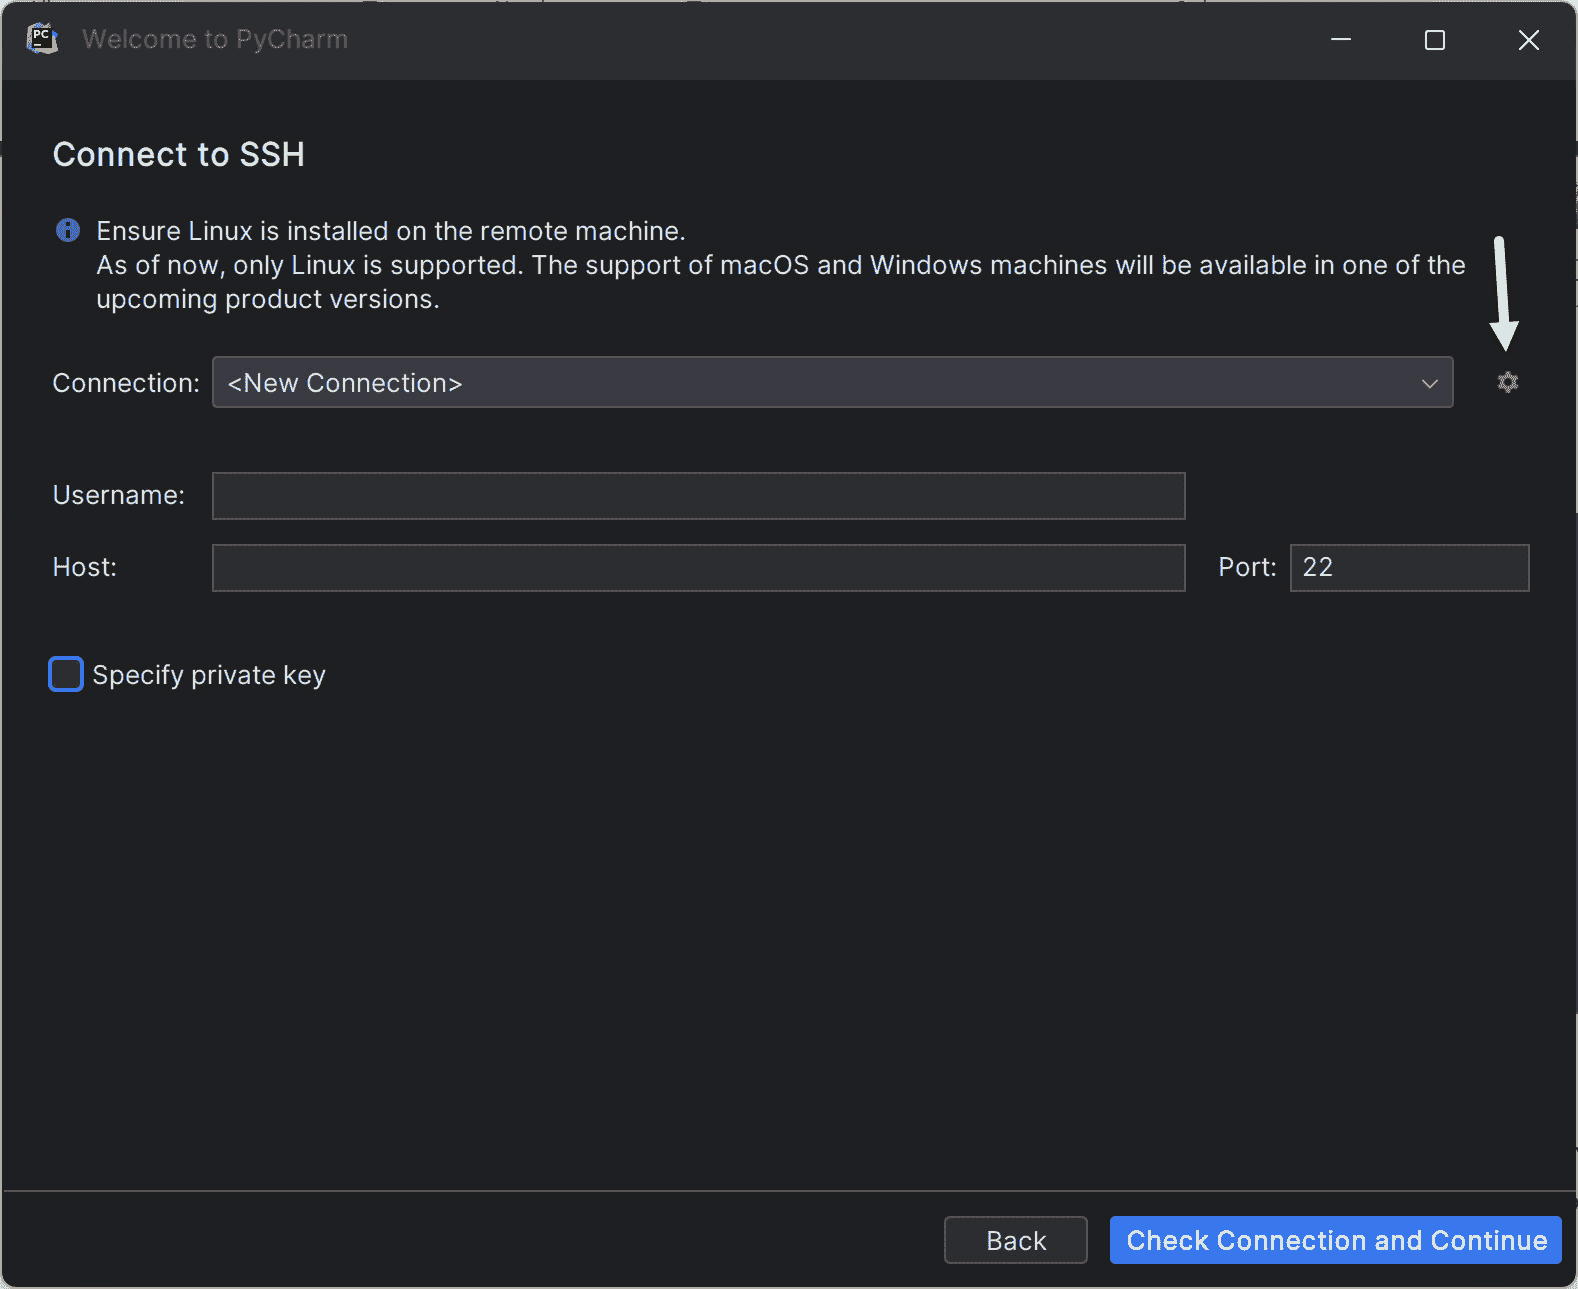 PC
Welcome to PyCharm
Connect to SSH
Ensure Linux is installed on the remote machine.
As of now, only Linux is supported. The support of macOS and Windows machines will be available in one of the
upcoming product versions.
Connection: <New Connection>
Username:
Host:
Port: 22
Specify private key
Back
Check Connection and Continue